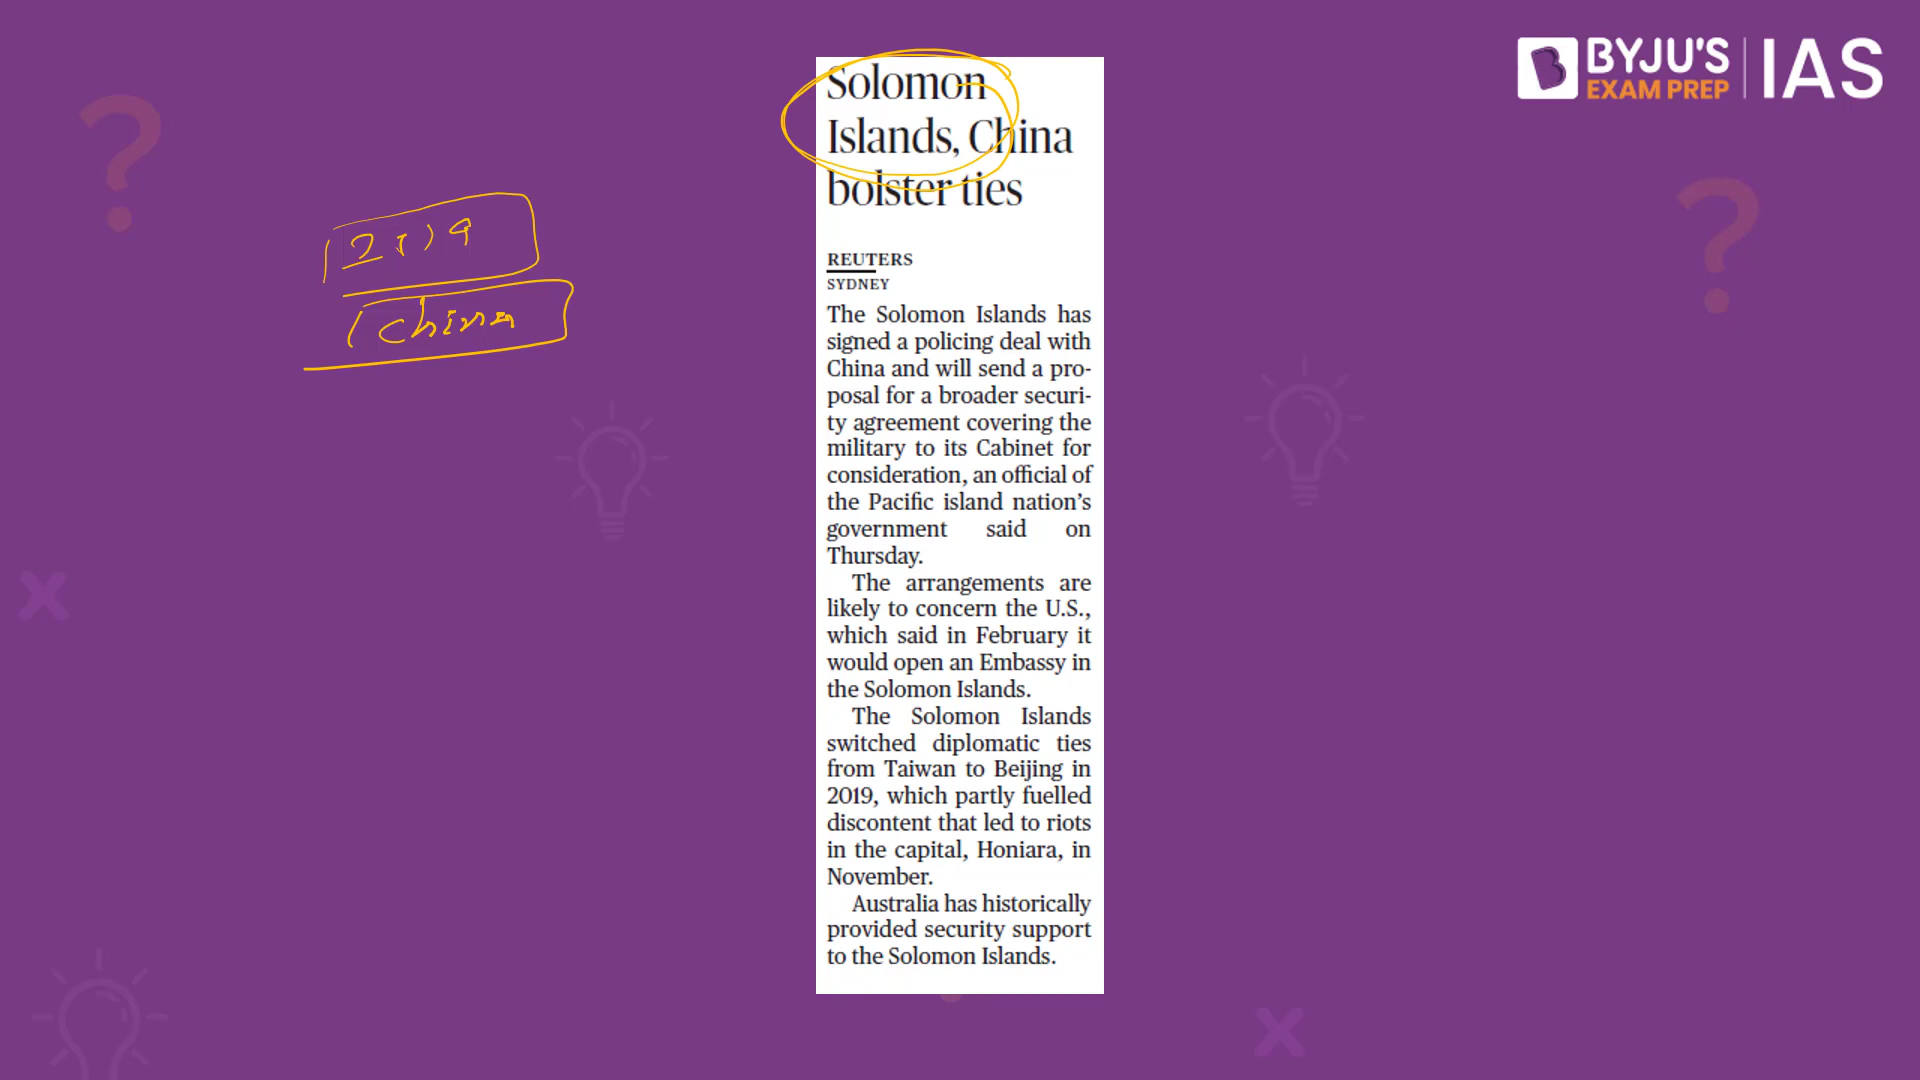 BYJU'S
EXAM PREP
IAS
Solomon
Islands, China
bolster ties
2019
China
REUTERS
SYDNEY
The Solomon Islands has
signed a policing deal with
China and will send a pro-
posal for a broader securi-
ty agreement covering the
military to its Cabinet for
consideration, an official of
the Pacific island nation's
government said on
Thursday.
The arrangements are
likely to concern the U.S.,
which said in February it
would open an Embassy in
the Solomon Islands.
The Solomon Islands
switched diplomatic ties
from Taiwan to Beijing in
2019, which partly fuelled
discontent that led to riots
in the capital, Honiara, in
November.
Australia has historically
provided security support
to the Solomon Islands.